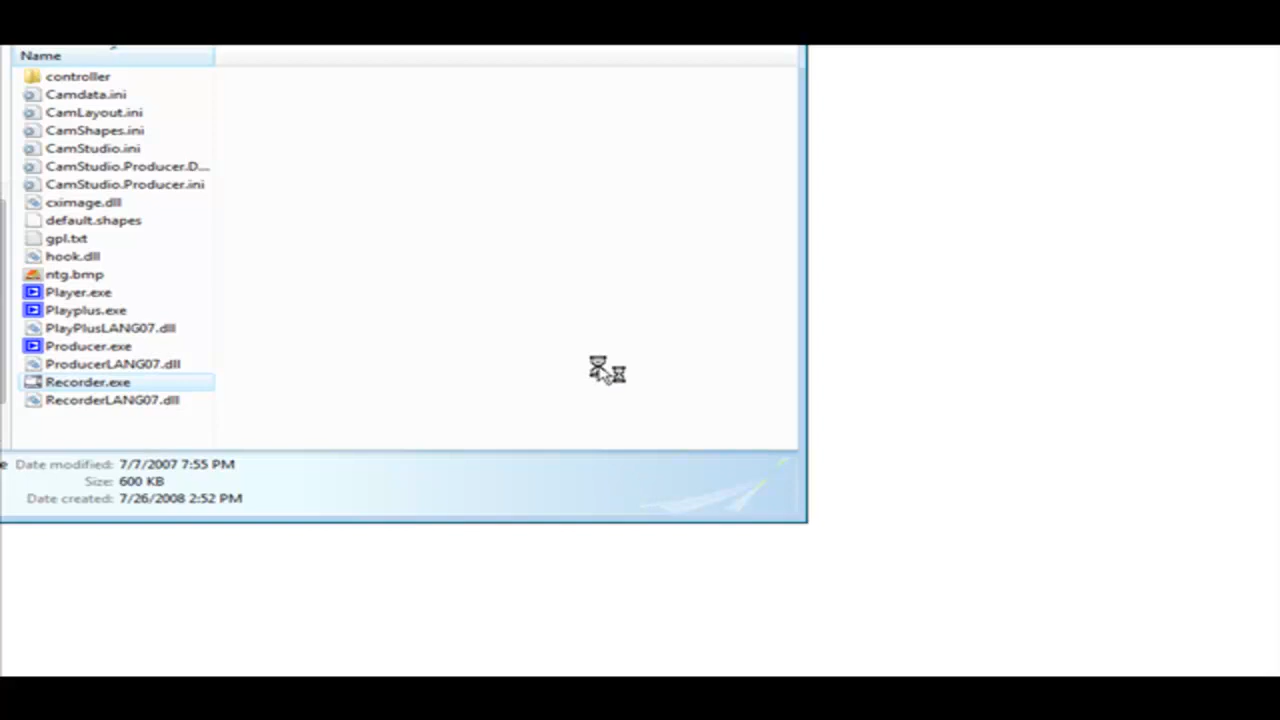 Name
controller
Camdata.ini
CamLayout.ini
CamShapes.ini
CamStudio.ini
CamStudio.Producer.D...
CamStudio.Producer.ini
cximage.dll
default.shapes
gpl.txt
hook.dll
ntg.bmp
Player.exe
Playplus.exe
PlayPlusLANG07.dll
Producer.exe
ProducerLANG07.dll
Recorder.exe
RecorderLANG07.dll
e Date modified: 7/7/2007 7:55 PM
Size: 600 KB
Date created: 7/26/2008 2:52 PM